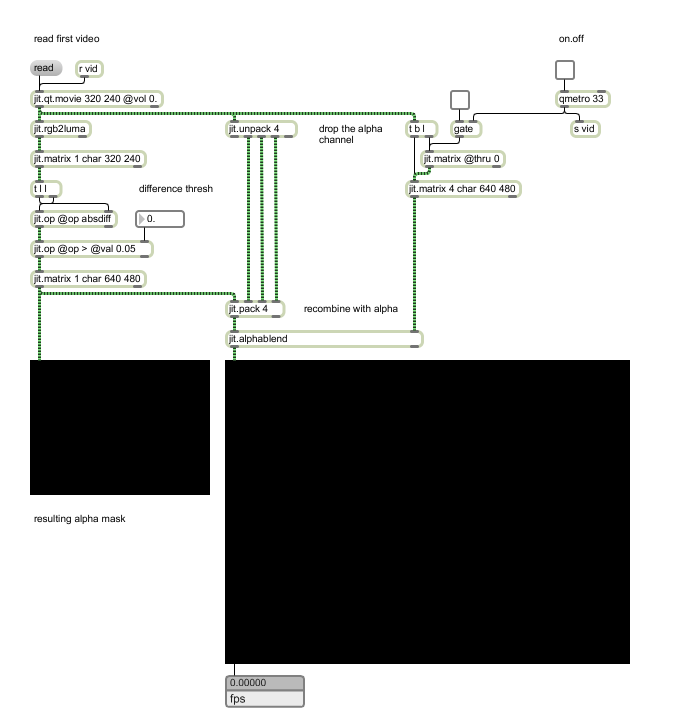 read first video
on.off
read
r vid
jit.qt.movie 320 240 @vol 0.
qmetro 33
jit.rgb2luma
jit.unpack 4
drop the alpha
channel
t b l
gate
s vid
jit.matrix 1 char 320 240
jit.matrix @thru 0
t l l
difference thresh
jit.matrix 4 char 640 480
jit.op @op absdiff
0.
jit.op @op > @val 0.05
jit.matrix 1 char 640 480
jit.pack 4
recombine with alpha
jit.alphablend
resulting alpha mask
0.00000
fps